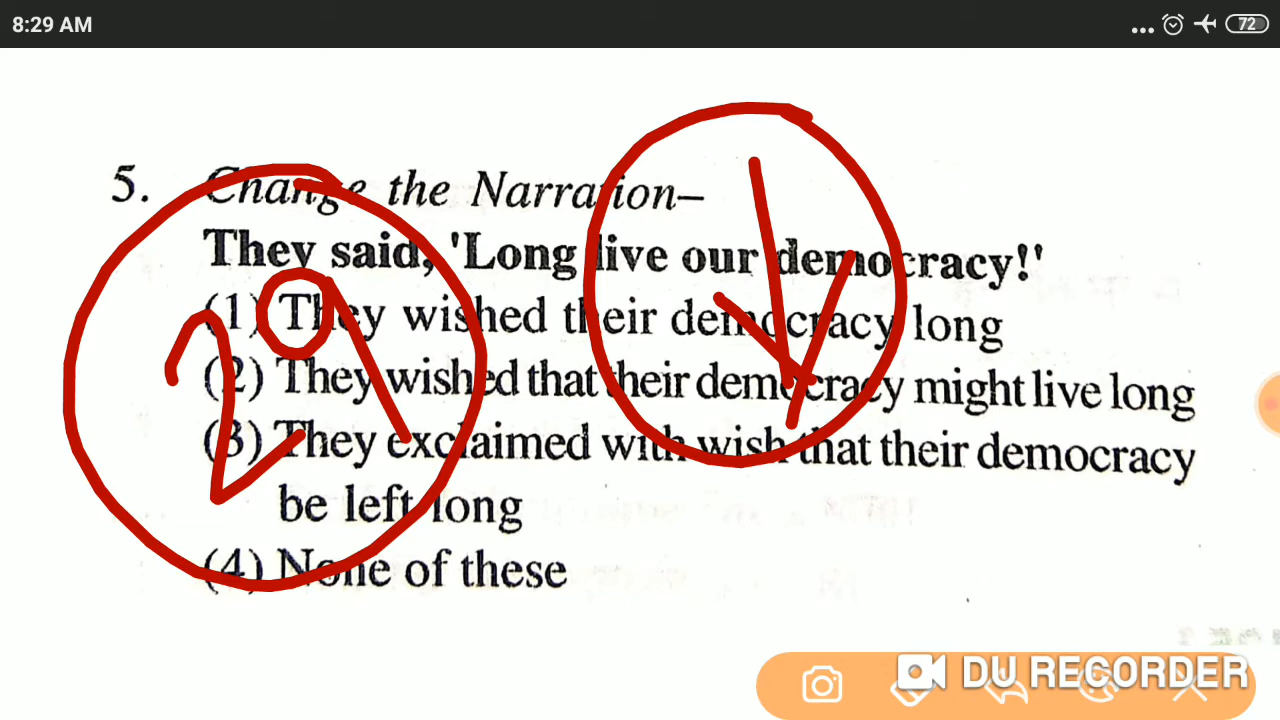 8:29 AM
72
5. Change the Narration–
They said, 'Long live our democracy!'
(1) They wished their democracy long
(2) They wished that their democracy might live long
(3) They exclaimed with wish that their democracy
be left long
(4) None of these
29
DU RECORDER